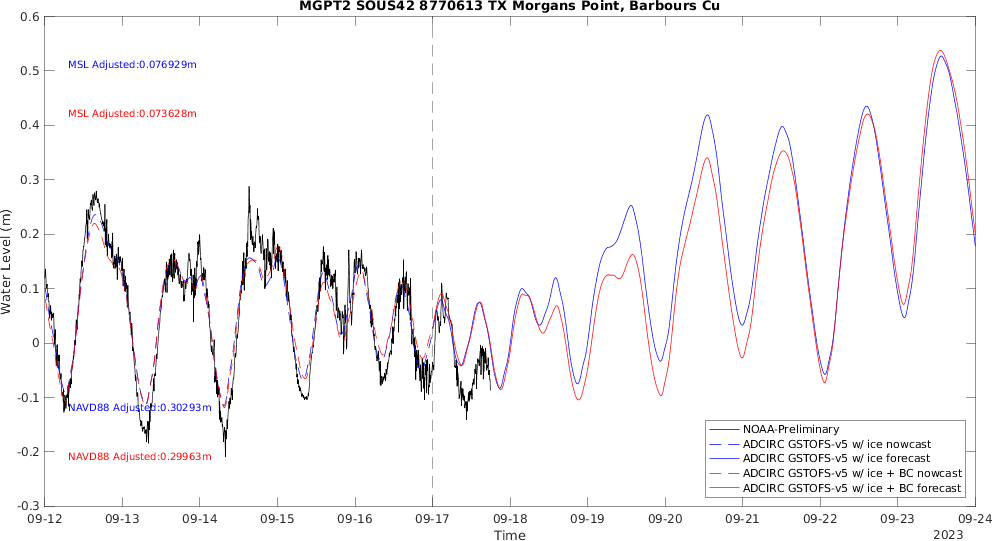 MGPT2 SOUS42 8770613 TX Morgans Point, Barbours Cu
Water Level (m)
0.6
0.5
0.4
0.3
0.2
0.1
0
-0.1
-0.2
-0.3
MSL Adjusted:0.076929m
MSL Adjusted:0.073628m
NAVD88 Adjusted:0.30293m
NAVD88 Adjusted:0.29963m
NOAA-Preliminary
ADCIRC GSTOFS-v5 w/ ice nowcast
ADCIRC GSTOFS-v5 w/ ice forecast
ADCIRC GSTOFS-v5 w/ ice + BC nowcast
ADCIRC GSTOFS-v5 w/ ice + BC forecast
09-12 09-13 09-14 09-15 09-16 09-17 09-18 09-19 09-20 09-21 09-22 09-23 09-24
Time
2023